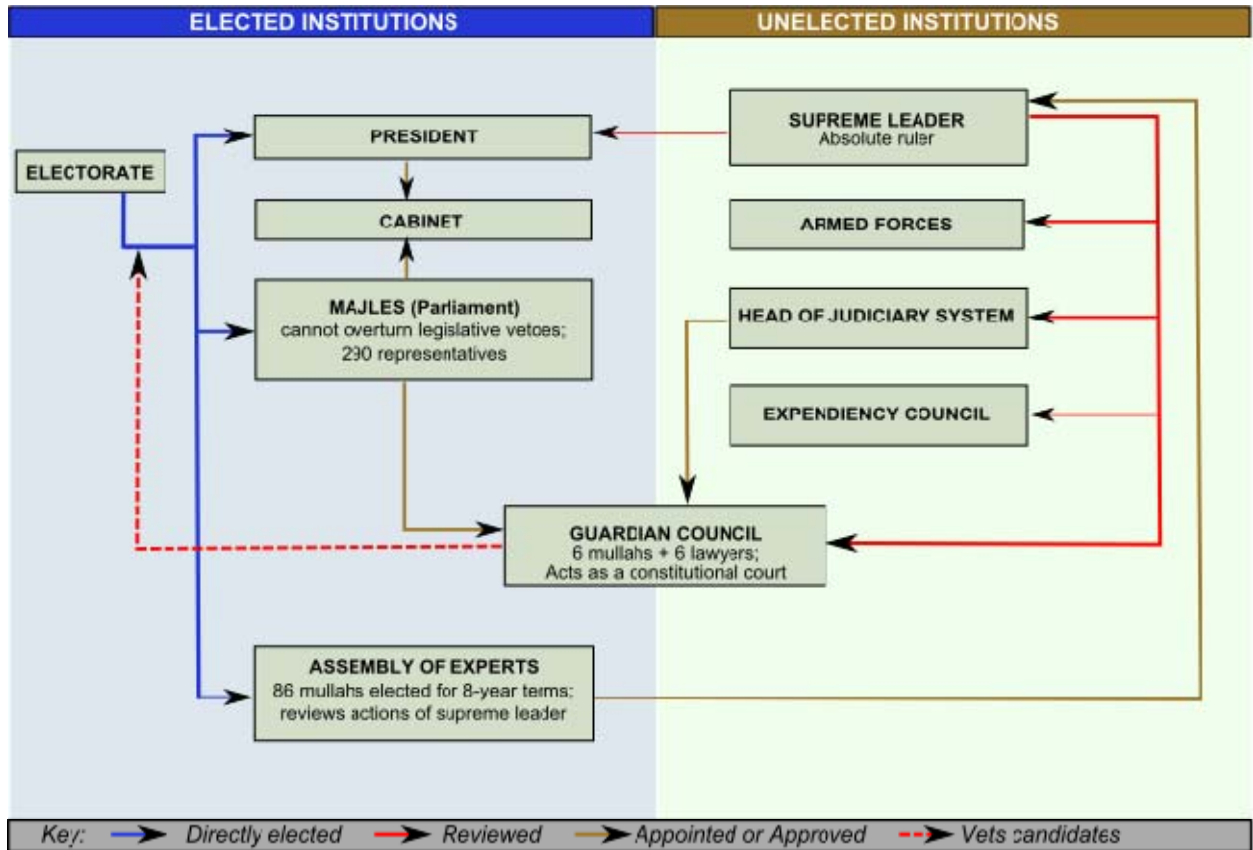 ELECTED INSTITUTIONS
UNELECTED INSTITUTIONS
ELECTORATE
PRESIDENT
CABINET
MAJLES (Parliament)
cannot overturn legislative vetoes;
290 representatives
SUPREME LEADER
Absolute ruler
ARMED FORCES
HEAD OF JUDICIARY SYSTEM
EXPENDIENCY COUNCIL
GUARDIAN COUNCIL
6 mullahs + 6 lawyers;
Acts as a constitutional court
ASSEMBLY OF EXPERTS
86 mullahs elected for 8-year terms;
reviews actions of supreme leader
Key: Directly elected Reviewed Appointed or Approved Vets candidates